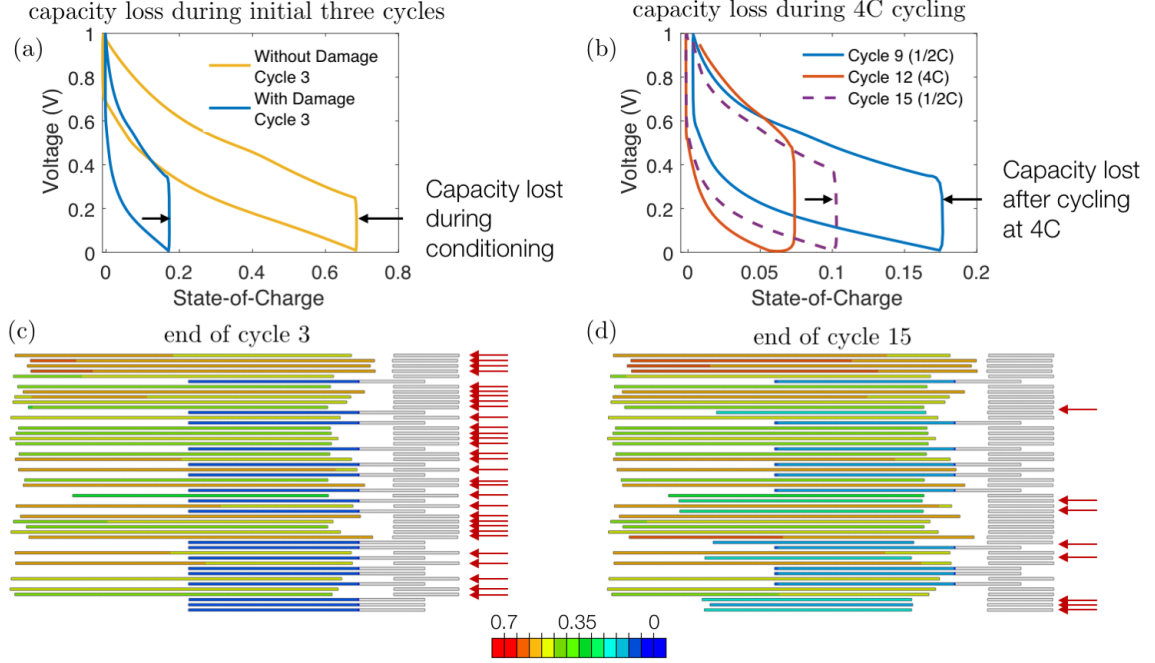 capacity loss during initial three cycles
(a)
Voltage (V)
1
0.8
0.6
0.4
0.2
0
0
0.2
0.4
0.6
0.8
State-of-Charge
Without Damage
Cycle 3
With Damage
Cycle 3
Capacity lost
during
conditioning
capacity loss during 4C cycling
(b)
Voltage (V)
1
0.8
0.6
0.4
0.2
0
0
0.05
0.1
0.15
0.2
State-of-Charge
Cycle 9 (1/2C)
Cycle 12 (4C)
Cycle 15 (1/2C)
Capacity lost
after cycling
at 4C
(c)
end of cycle 3
(d)
end of cycle 15
0.7 0.35 0